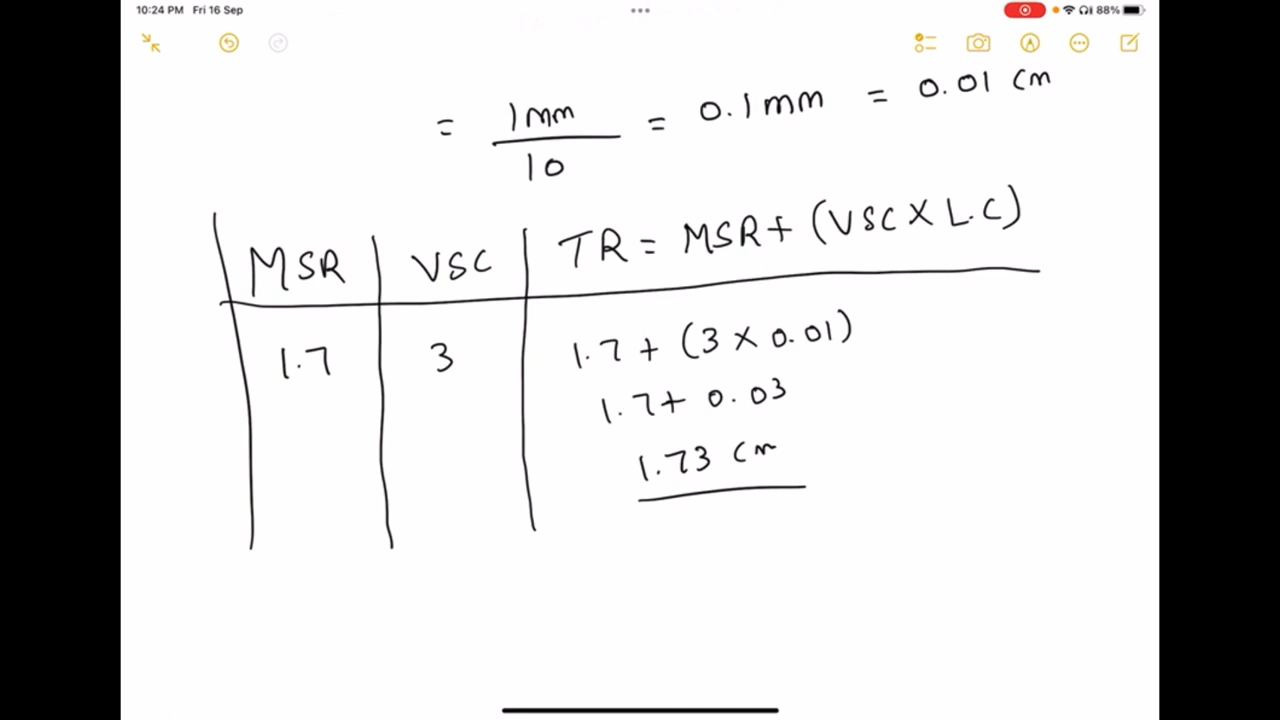 10:24 PM Fri 16 Sep
88%
= 1mm / 10 = 0.1mm = 0.01 cm
MSR VSC TR = MSR + (VSC X L.C)
1.7 3 1.7 + (3 X 0.01)
1.7 + 0.03
1.73 cm